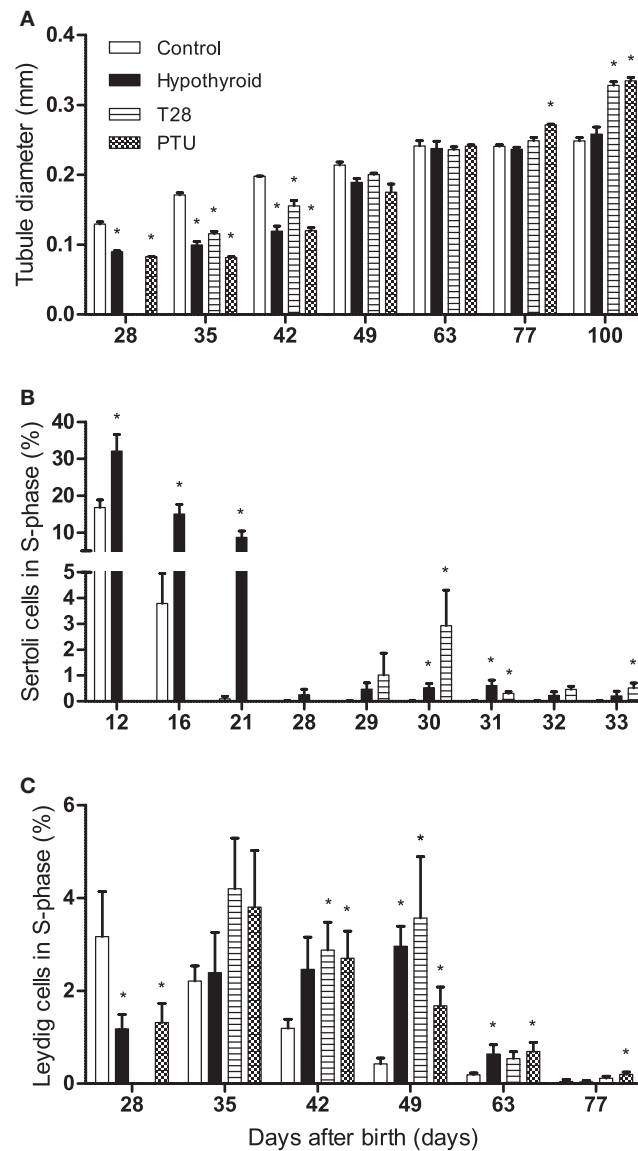 A
Tubule diameter (mm)
0.4
0.3
0.2
0.1
0.0
Control
Hypothyroid
T28
PTU
* * * * * * * * * * * *
28 35 42 49 63 77 100
B
Sertoli cells in S-phase (%)
40
30
20
10
5
4
3
2
1
0
* * * * * * * *
12 16 21 28 29 30 31 32 33
C
Leydig cells in S-phase (%)
6
4
2
0
* * * * * * * * * *
28 35 42 49 63 77
Days after birth (days)